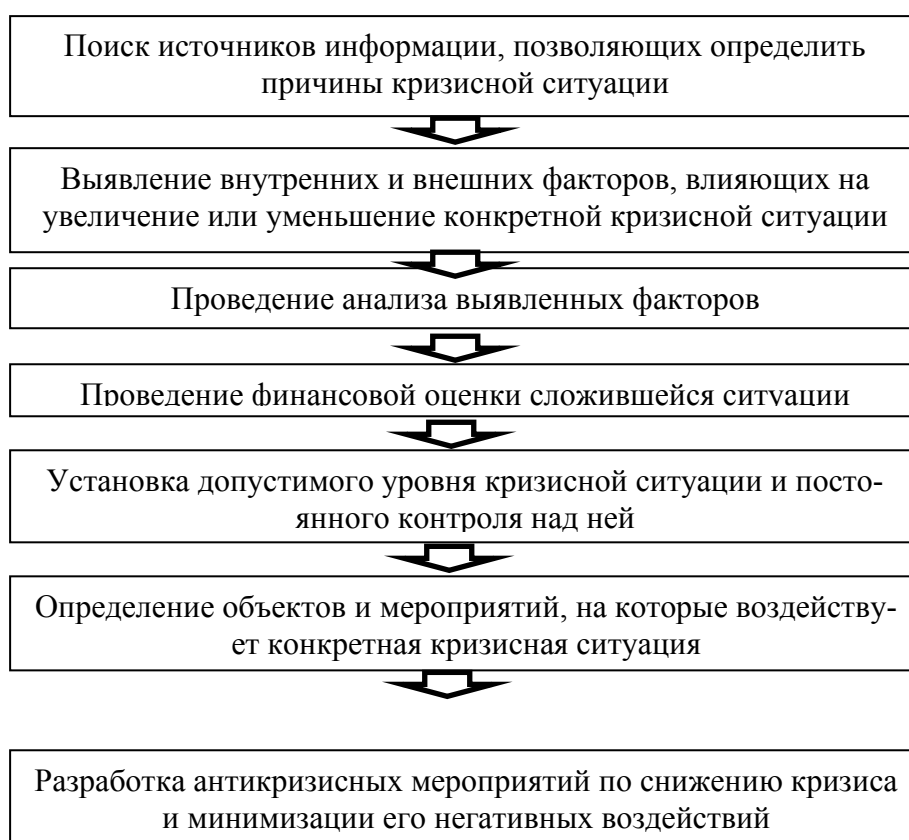 Поиск источников информации, позволяющих определить
причины кризисной ситуации
Выявление внутренних и внешних факторов, влияющих на
увеличение или уменьшение конкретной кризисной ситуации
Проведение анализа выявленных факторов
Проведение финансовой оценки сложившейся ситуации
Установка допустимого уровня кризисной ситуации и посто-
янного контроля над ней
Определение объектов и мероприятий, на которые воздейству-
ет конкретная кризисная ситуация
Разработка антикризисных мероприятий по снижению кризиса
и минимизации его негативных воздействий